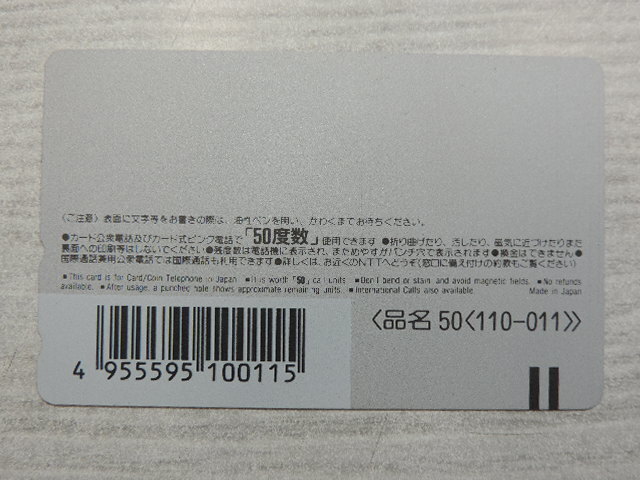 〈ご注意〉表面に文字等をお書きの際は、油性ペンを用い、かわくまでお待ちください。
●カード公衆電話及びカード式ピンク電話で「50度数」使用できます●折り曲げたり、汚したり、磁気に近づけたりまた
裏面への印刷等はしないでください●残度数は電話機に表示され、まためやすがパンチ穴で表示されます●換金はできません●
国際通話兼用公衆電話では国際通話も利用できます●詳しくは、お近くのNTTへどうぞ(窓口に備え付けの約款もご覧ください)
■This card is for Card/Coin Telephone in Japan ■It is worth「50」call units ■Don't bend or stain and avoid magnetic fields. ■No refunds
available. ■After usage, a punched hole shows approximate remaining units. ■International Calls also available. Made in Japan
〈品名 50〈110-011〉〉
4 955595 100115